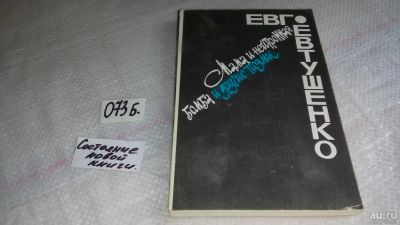 ЕВГ.
ЕВТУШЕНКО
Мама и нейтронная
бомба
и другие поэмы
073 Б.
Состояние
новой
книги.
au.ru